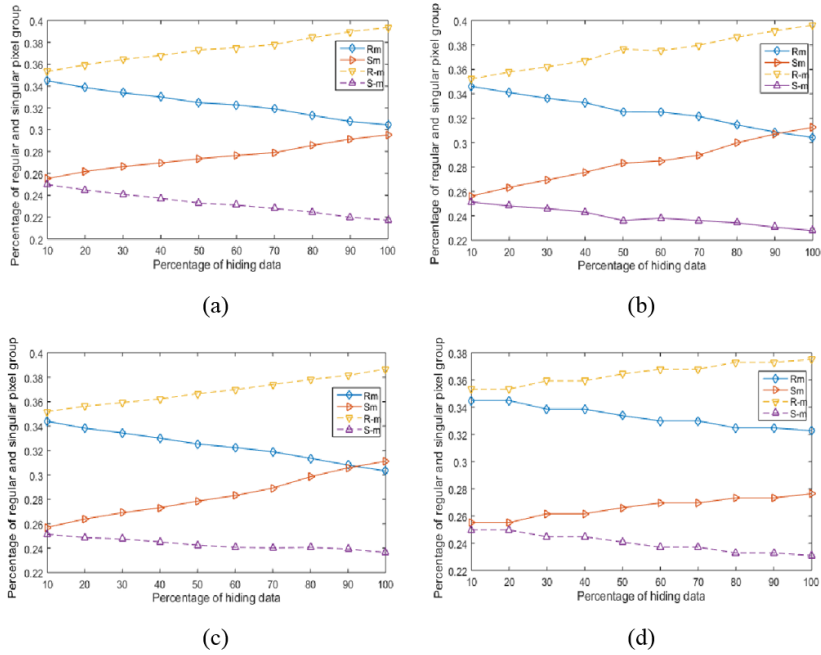 Percentage of regular and singular pixel group
0.4
0.38
0.36
0.34
0.32
0.3
0.28
0.26
0.24
0.22
0.2
Rm
Sm
R-m
S-m
10 20 30 40 50 60 70 80 90 100
Percentage of hiding data
(a)
Percentage of regular and singular pixel group
0.4
0.38
0.36
0.34
0.32
0.3
0.28
0.26
0.24
0.22
Rm
Sm
R-m
S-m
10 20 30 40 50 60 70 80 90 100
Percentage of hiding data
(b)
Percentage of regular and singular pixel group
0.4
0.38
0.36
0.34
0.32
0.3
0.28
0.26
0.24
0.22
Rm
Sm
R-m
S-m
10 20 30 40 50 60 70 80 90 100
Percentage of hiding data
(c)
Percentage of regular and singular pixel group
0.38
0.36
0.34
0.32
0.3
0.28
0.26
0.24
0.22
Rm
Sm
R-m
S-m
10 20 30 40 50 60 70 80 90 100
Percentage of hiding data
(d)